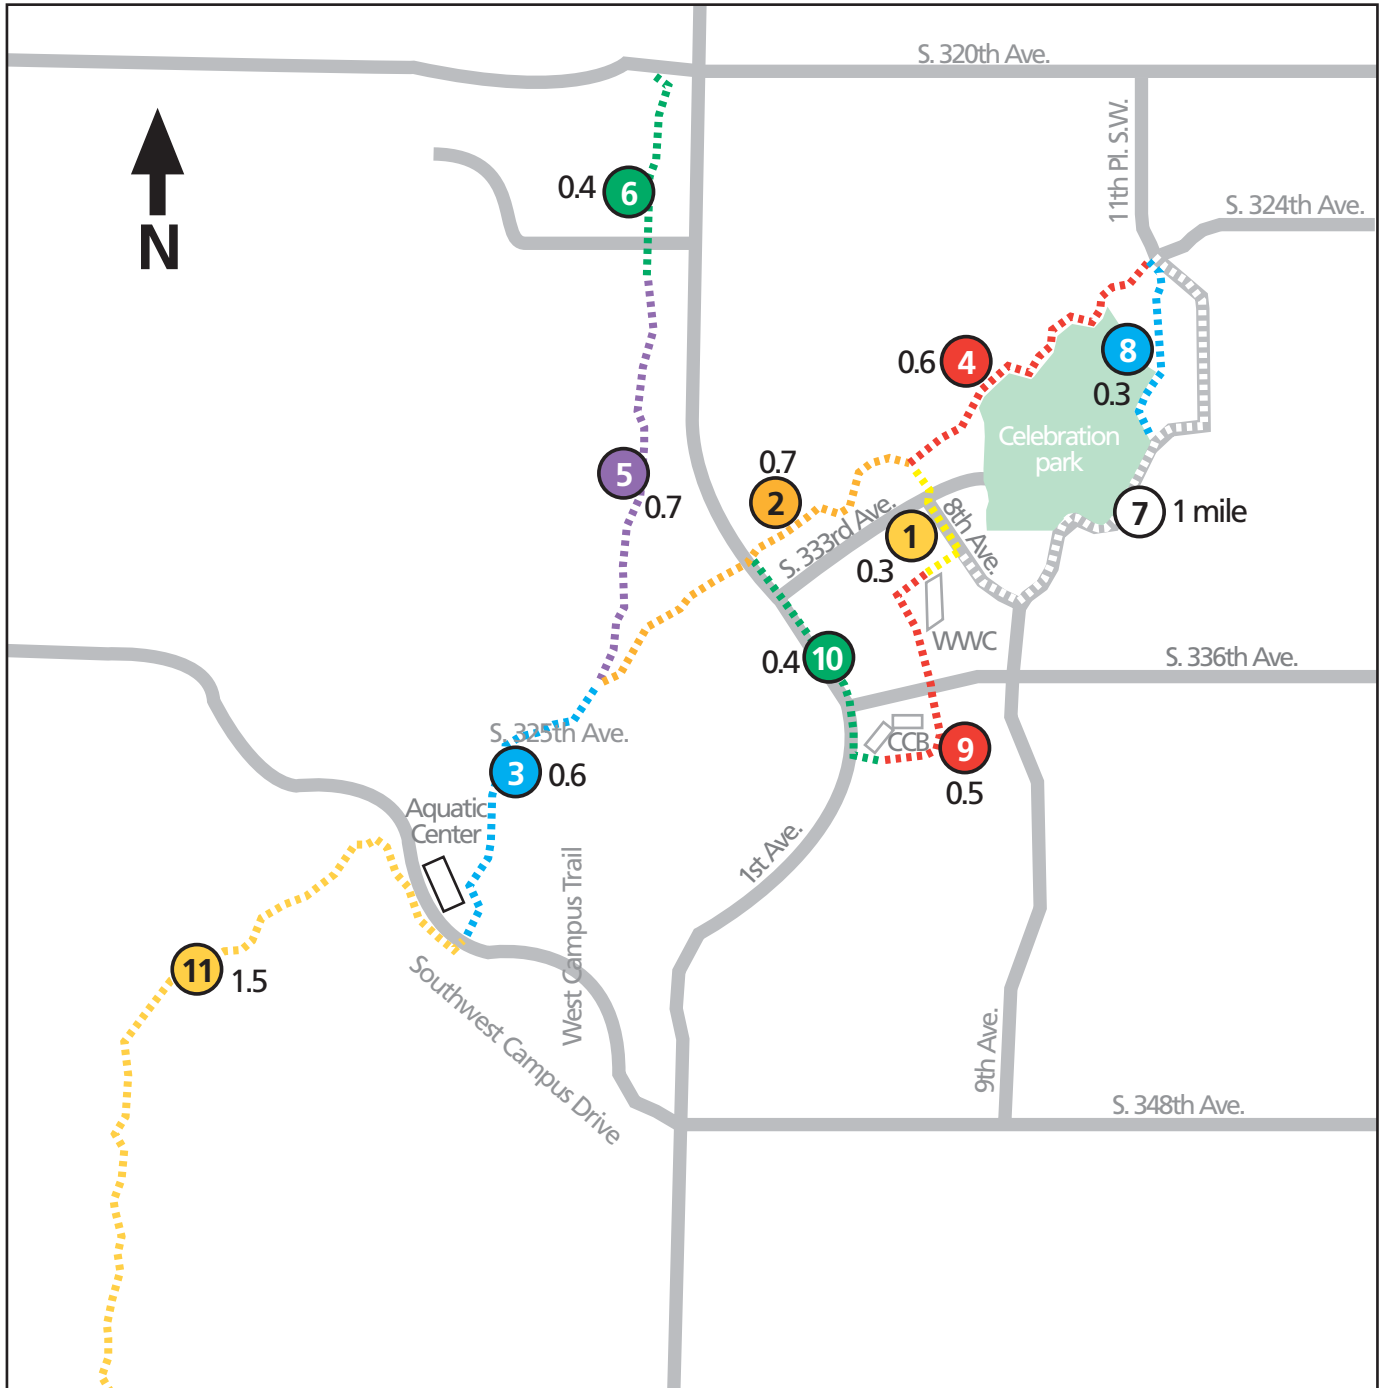 S. 320th Ave.
11th Pl. S.W.
0.4
6
S. 324th Ave.
N
8
0.6
4
0.3
Celebration
park
0.7
5
2
0.7
7
1 mile
S. 333rd Ave.
8th Ave.
1
0.3
WWC
10
0.4
S. 336th Ave.
S. 325th Ave.
CCB
9
3
0.6
0.5
Aquatic
Center
1st Ave.
West Campus Trail
11
1.5
Southwest Campus Drive
9th Ave.
S. 348th Ave.